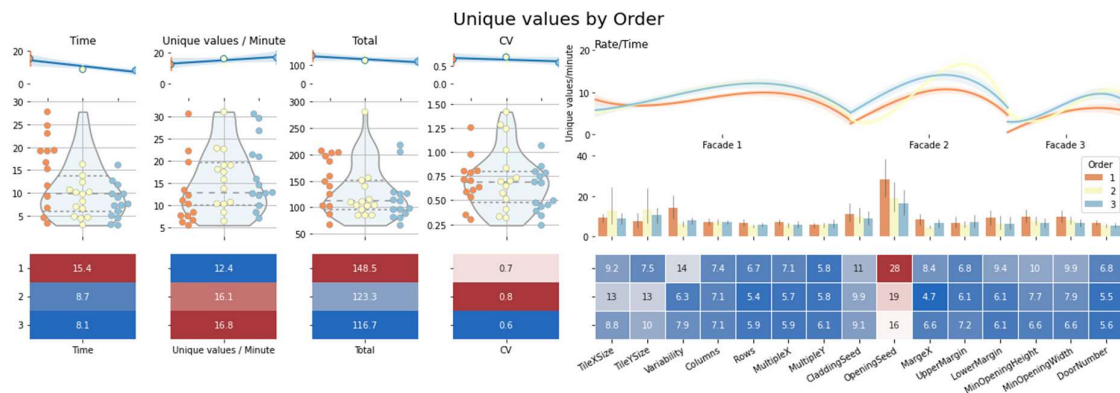 Unique values by Order
Time
Unique values / Minute
Total
CV
Rate/Time
20
0
20
0
100
0
0.5
0.0
20
10
0
Unique values/minute
Facade 1
Facade 2
Facade 3
30
25
20
15
10
5
30
25
20
15
10
5
300
250
200
150
100
50
1.50
1.25
1.00
0.75
0.50
0.25
40
20
0
Order
1
2
3
1
15.4
12.4
148.5
0.7
9.2 7.5 14 7.4 6.7 7.1 5.8 11 28 8.4 6.8 9.4 10 9.9 6.8
2
8.7
16.1
123.3
0.8
13 13 6.3 7.1 5.4 5.7 5.8 9.9 19 4.7 6.1 6.1 7.7 7.9 5.5
3
8.1
16.8
116.7
0.6
8.8 10 7.9 7.1 5.9 5.9 6.1 9.1 16 6.6 7.2 6.1 6.6 6.6 5.6
Time
Unique values / Minute
Total
CV
TileXSize
TileYSize
Variability
Columns
Rows
MultipleX
MultipleY
CladdingSeed
OpeningSeed
MargeX
UpperMargin
LowerMargin
MinOpeningHeight
MinOpeningWidth
DoorNumber